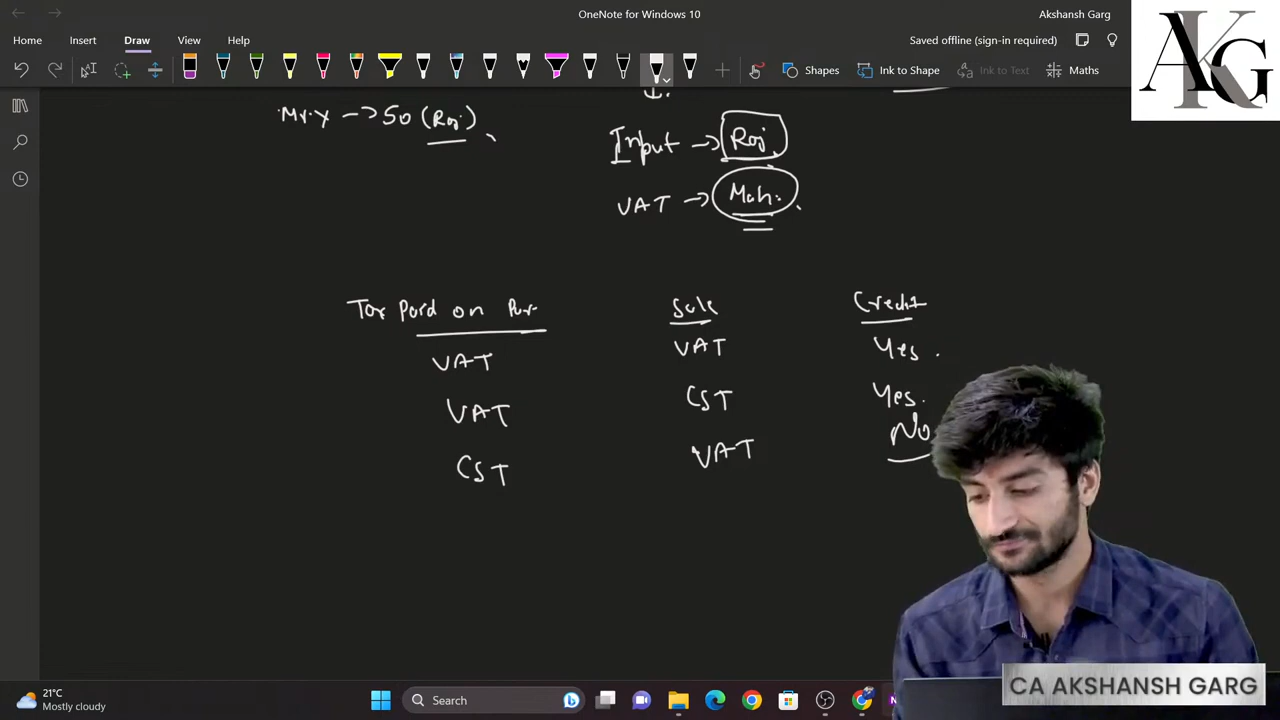 OneNote for Windows 10
Akshansh Garg
Home Insert Draw View Help
Saved offline (sign-in required)
Shapes Ink to Shape Ink to Text Maths
AKG
Mr. X -> 50 (Raj.)
Input -> Raj.
VAT -> Mah.
Tax Paid on Pur Sale Credit
VAT VAT Yes.
VAT CST Yes.
CST VAT No
CA AKSHANSH GARG
21°C
Mostly cloudy
Search